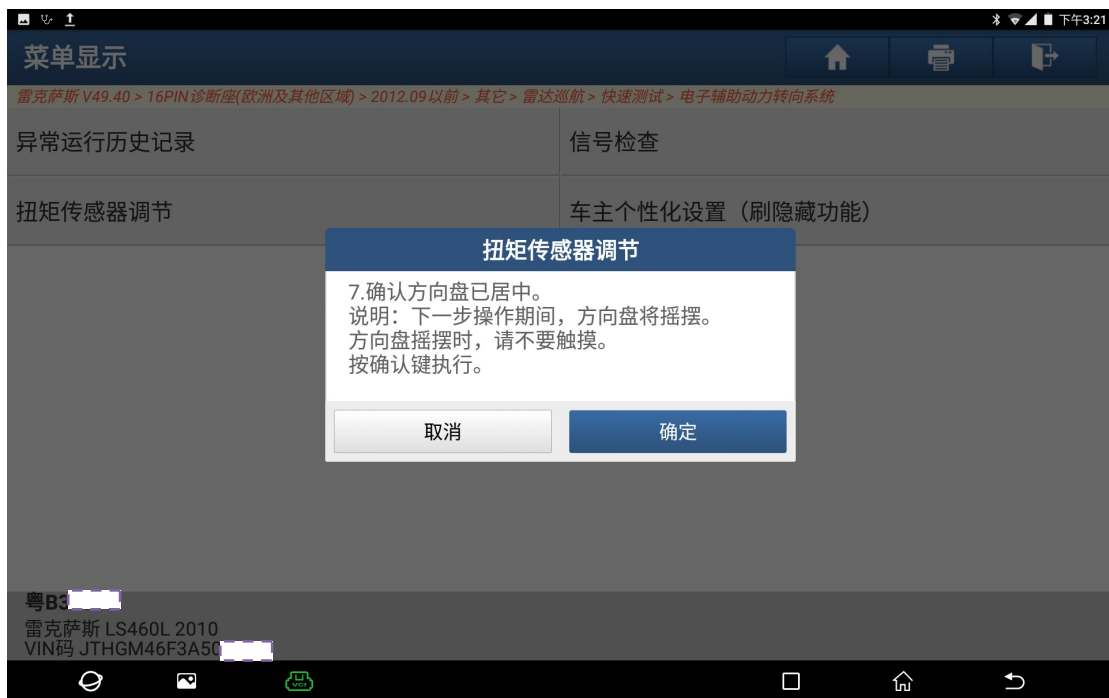 下午3:21
菜单显示
雷克萨斯 V49.40 > 16PIN诊断座(欧洲及其他区域) > 2012.09以前 > 其它 > 雷达巡航 > 快速测试 > 电子辅助动力转向系统
异常运行历史记录
信号检查
扭矩传感器调节
车主个性化设置（刷隐藏功能）
扭矩传感器调节
7.确认方向盘已居中。
说明：下一步操作期间，方向盘将摇摆。
方向盘摇摆时，请不要触摸。
按确认键执行。
取消
确定
粤B3
雷克萨斯 LS460L 2010
VIN码 JTHGM46F3A50
VCI